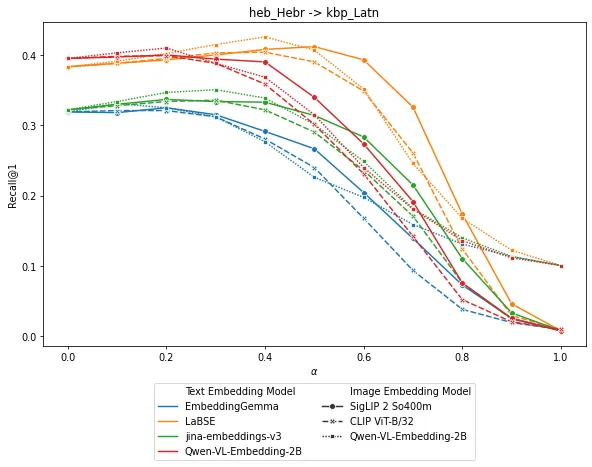 heb_Hebr -> kbp_Latn
Recall@1
0.4
0.3
0.2
0.1
0.0
0.0
0.2
0.4
0.6
0.8
1.0
α
Text Embedding Model
EmbeddingGemma
LaBSE
jina-embeddings-v3
Qwen-VL-Embedding-2B
Image Embedding Model
SigLIP 2 So400m
CLIP ViT-B/32
Qwen-VL-Embedding-2B